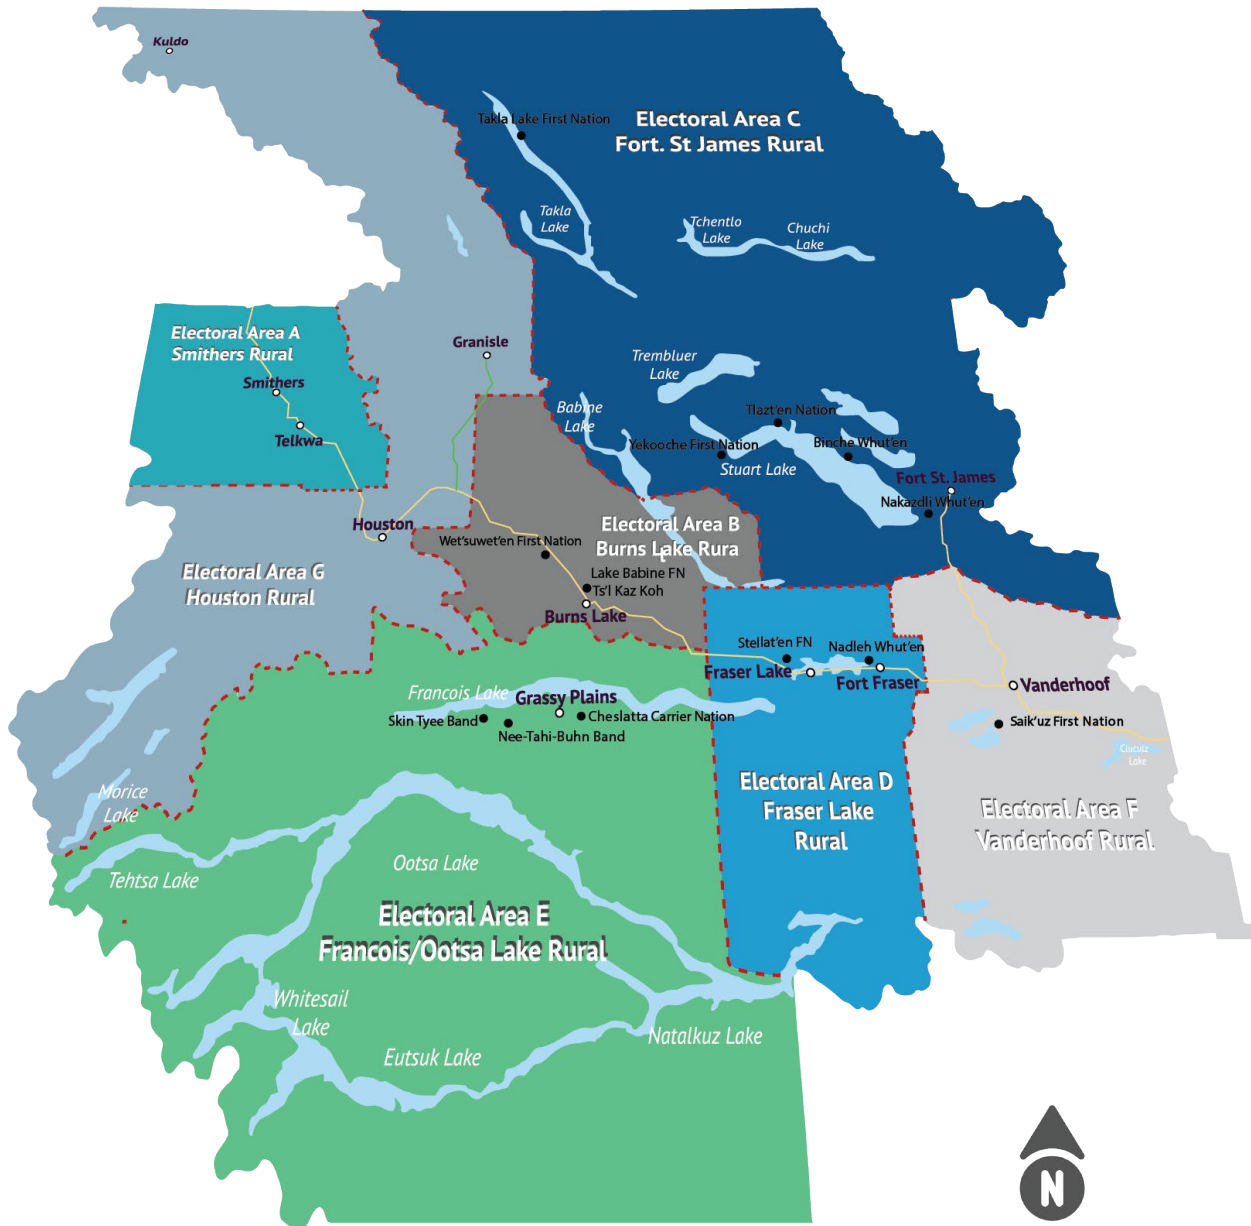 Kuldo
Takla Lake First Nation
Electoral Area C
Fort. St James Rural
Takla
Lake
Tchentlo
Lake
Chuchi
Lake
Electoral Area A
Smithers Rural
Granisle
Trembluer
Lake
Smithers
Babine
Lake
Tlazt'en Nation
Telkwa
Yekooche First Nation
Binche Whut'en
Stuart Lake
Fort St. James
Nakazdli Whut'en
Houston
Electoral Area B
Burns Lake Rura
l
Wet'suwet'en First Nation
Electoral Area G
Houston Rural
Lake Babine FN
Ts'l Kaz Koh
Burns Lake
Stellat'en FN
Nadleh Whut'en
Fraser Lake
Fort Fraser
Vanderhoof
Francois Lake
Grassy Plains
Skin Tyee Band
Cheslatta Carrier Nation
Nee-Tahi-Buhn Band
Saik'uz First Nation
Cluculz
Lake
Morice
Lake
Electoral Area D
Fraser Lake
Rural
Electoral Area F
Vanderhoof Rural
Ootsa Lake
Tehtsa Lake
Electoral Area E
Francois/Ootsa Lake Rural
Whitesail
Lake
Natalkuz Lake
Eutsuk Lake
N